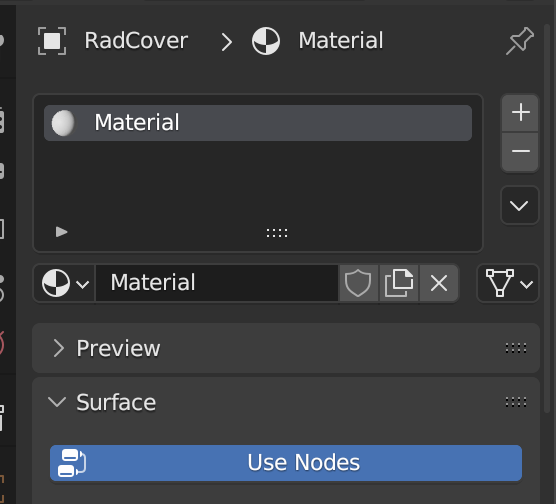 RadCover > Material
Material
Material
Preview
Surface
Use Nodes